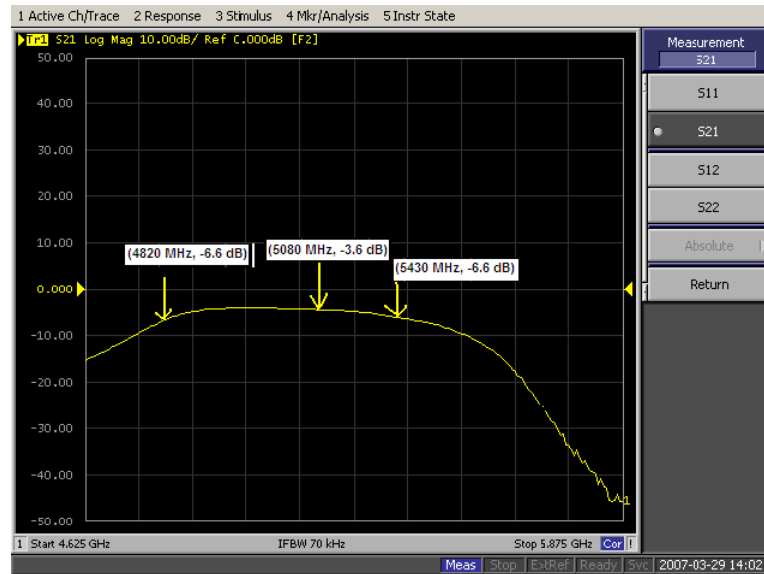 1 Active Ch/Trace 2 Response 3 Stimulus 4 Mkr/Analysis 5 Instr State
Tr1 S21 Log Mag 10.00dB/ Ref 0.000dB [F2]
50.00
40.00
30.00
20.00
10.00
0.000
-10.00
-20.00
-30.00
-40.00
-50.00
(4820 MHz, -6.6 dB)
(5080 MHz, -3.6 dB)
(5430 MHz, -6.6 dB)
1
1 Start 4.625 GHz IFBW 70 kHz Stop 5.875 GHz Cor !
Measurement
S21
S11
S21
S12
S22
Absolute
Return
Meas Stop ExtRef Ready Svc 2007-03-29 14:02